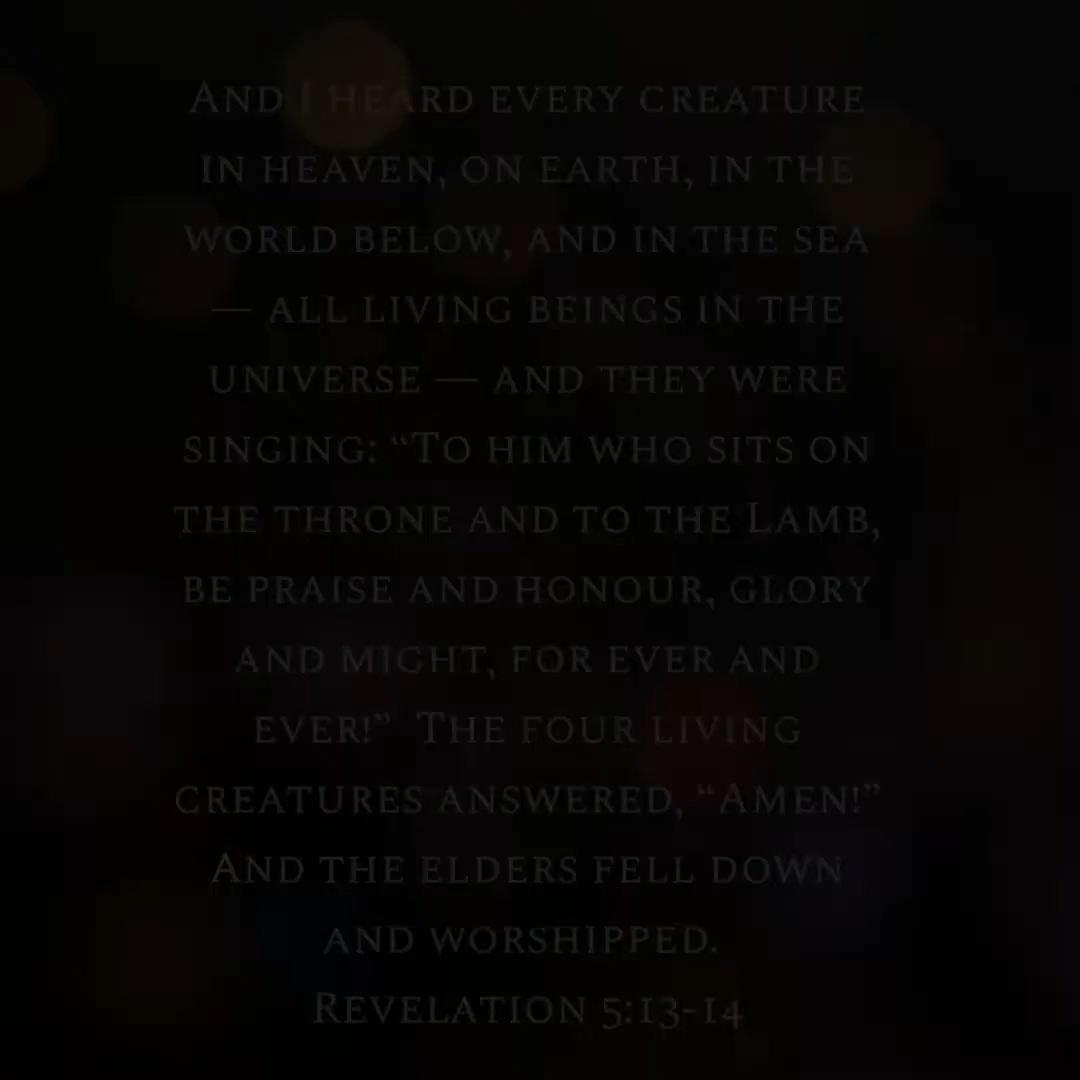 And I heard every creature
in heaven, on earth, in the
world below, and in the sea
— all living beings in the
universe — and they were
singing: “To him who sits on
the throne and to the Lamb,
be praise and honour, glory
and might, for ever and
ever!” The four living
creatures answered, “Amen!”
And the elders fell down
and worshipped.
Revelation 5:13-14